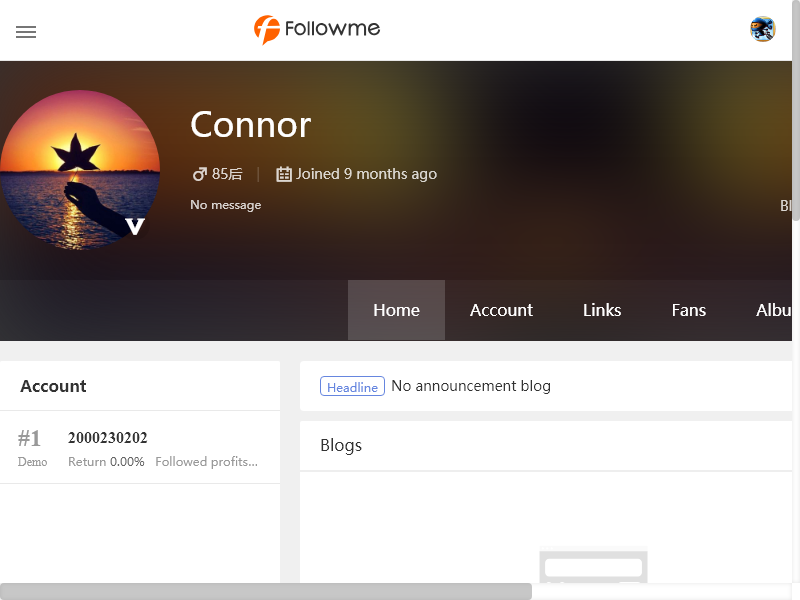 Followme
Connor
85后 | Joined 9 months ago
No message
Bl
Home Account Links Fans Albu
Account
#1 2000230202
Demo Return 0.00% Followed profits...
Headline No announcement blog
Blogs